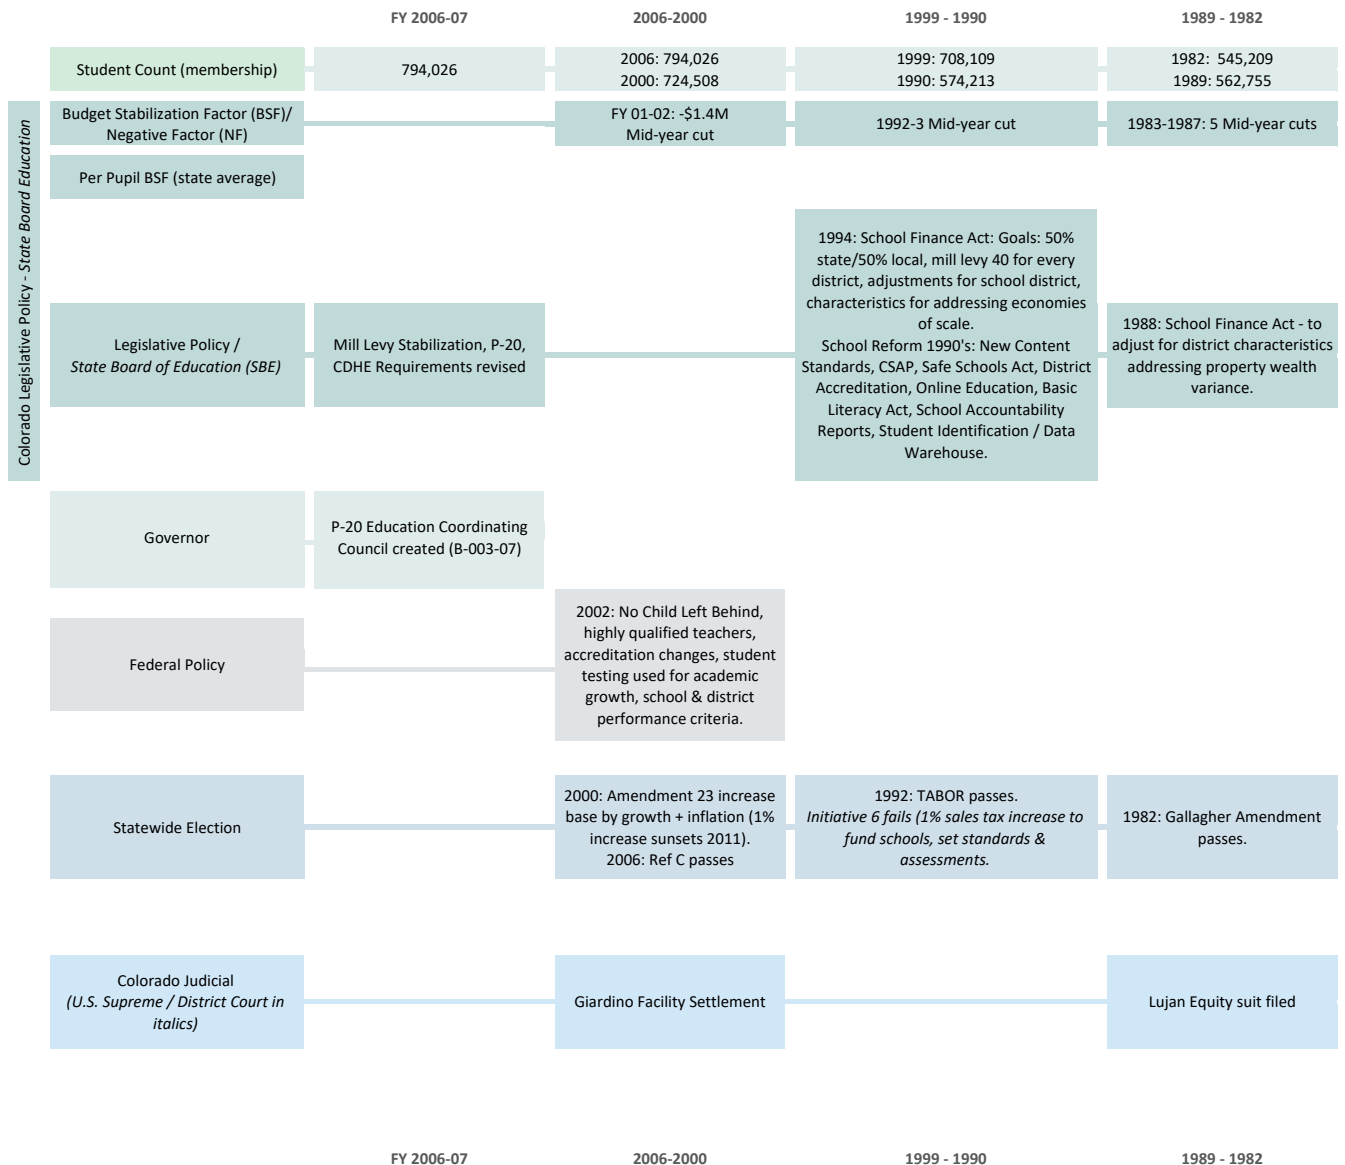 FY 2006-07
2006-2000
1999 - 1990
1989 - 1982
Student Count (membership)
794,026
2006: 794,026
2000: 724,508
1999: 708,109
1990: 574,213
1982:  545,209
1989: 562,755
Colorado Legislative Policy - State Board Education
Budget Stabilization Factor (BSF)/
Negative Factor (NF)
FY 01-02: -$1.4M
Mid-year cut
1992-3 Mid-year cut
1983-1987: 5 Mid-year cuts
Per Pupil BSF (state average)
Legislative Policy /
State Board of Education (SBE)
Mill Levy Stabilization, P-20,
CDHE Requirements revised
1994: School Finance Act: Goals: 50%
state/50% local, mill levy 40 for every
district, adjustments for school district,
characteristics for addressing economies
of scale.
School Reform 1990's: New Content
Standards, CSAP, Safe Schools Act, District
Accreditation, Online Education, Basic
Literacy Act, School Accountability
Reports, Student Identification / Data
Warehouse.
1988: School Finance Act - to
adjust for district characteristics
addressing property wealth
variance.
Governor
P-20 Education Coordinating
Council created (B-003-07)
Federal Policy
2002: No Child Left Behind,
highly qualified teachers,
accreditation changes, student
testing used for academic
growth, school & district
performance criteria.
Statewide Election
2000: Amendment 23 increase
base by growth + inflation (1%
increase sunsets 2011).
2006: Ref C passes
1992: TABOR passes.
Initiative 6 fails (1% sales tax increase to
fund schools, set standards &
assessments.
1982: Gallagher Amendment
passes.
Colorado Judicial
(U.S. Supreme / District Court in
italics)
Giardino Facility Settlement
Lujan Equity suit filed
FY 2006-07
2006-2000
1999 - 1990
1989 - 1982